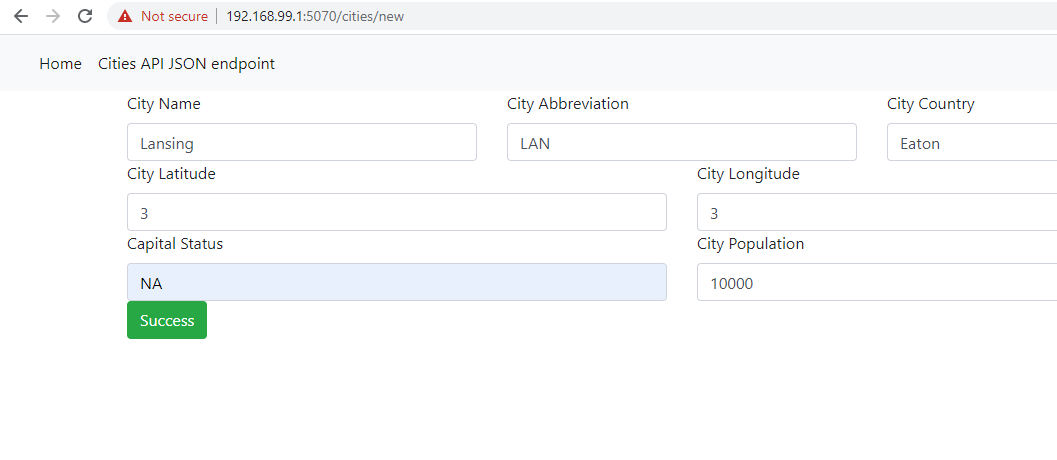 Not secure 192.168.99.1:5070/cities/new
Home Cities API JSON endpoint
City Name City Abbreviation City Country
Lansing LAN Eaton
City Latitude City Longitude
3 3
Capital Status City Population
NA 10000
Success